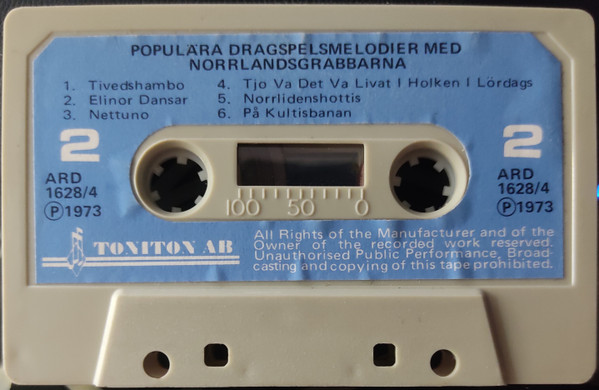 POPULÄRA DRAGSPELSMELODIER MED
NORRLANDSGRABBARNA
1. Tivedshambo
2. Elinor Dansar
3. Nettuno
4. Tjo Va Det Va Livat I Holken I Lördags
5. Norrlidenshottis
6. På Kultisbanan
2
2
ARD
1628/4
Ⓟ1973
ARD
1628/4
Ⓟ1973
100 50 0
TONITON AB
All Rights of the Manufacturer and of the
Owner of the recorded work reserved.
Unauthorised Public Performance, Broad-
casting and copying of this tape prohibited.